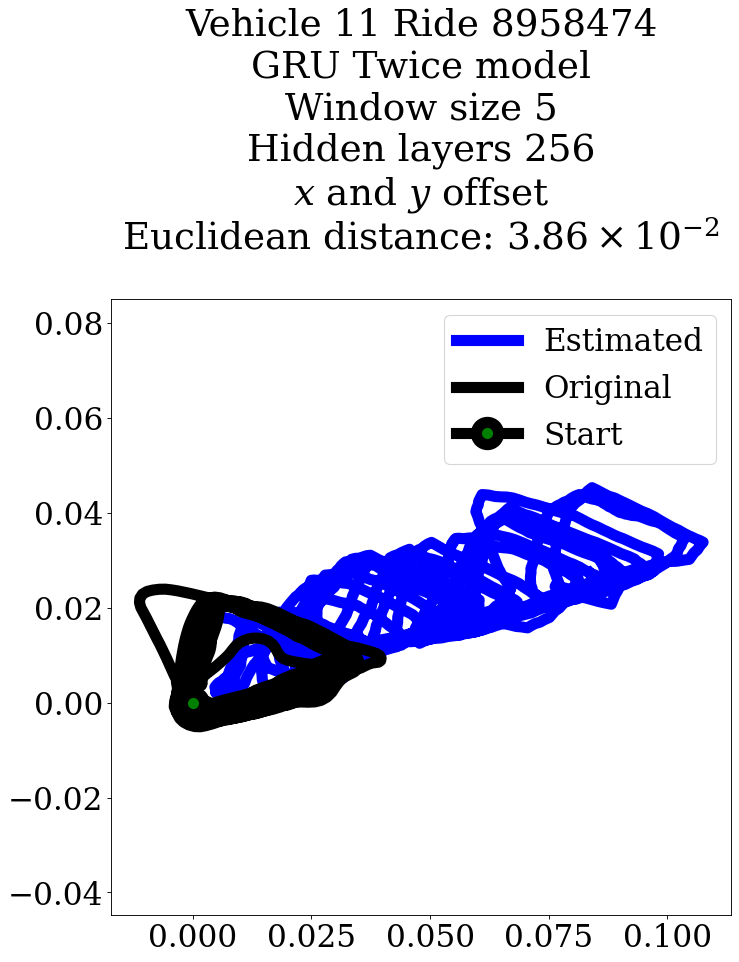 Vehicle 11 Ride 8958474
GRU Twice model
Window size 5
Hidden layers 256
x and y offset
Euclidean distance: 3.86 × 10⁻²
0.08
0.06
0.04
0.02
0.00
−0.02
−0.04
Estimated
Original
Start
0.000 0.025 0.050 0.075 0.100